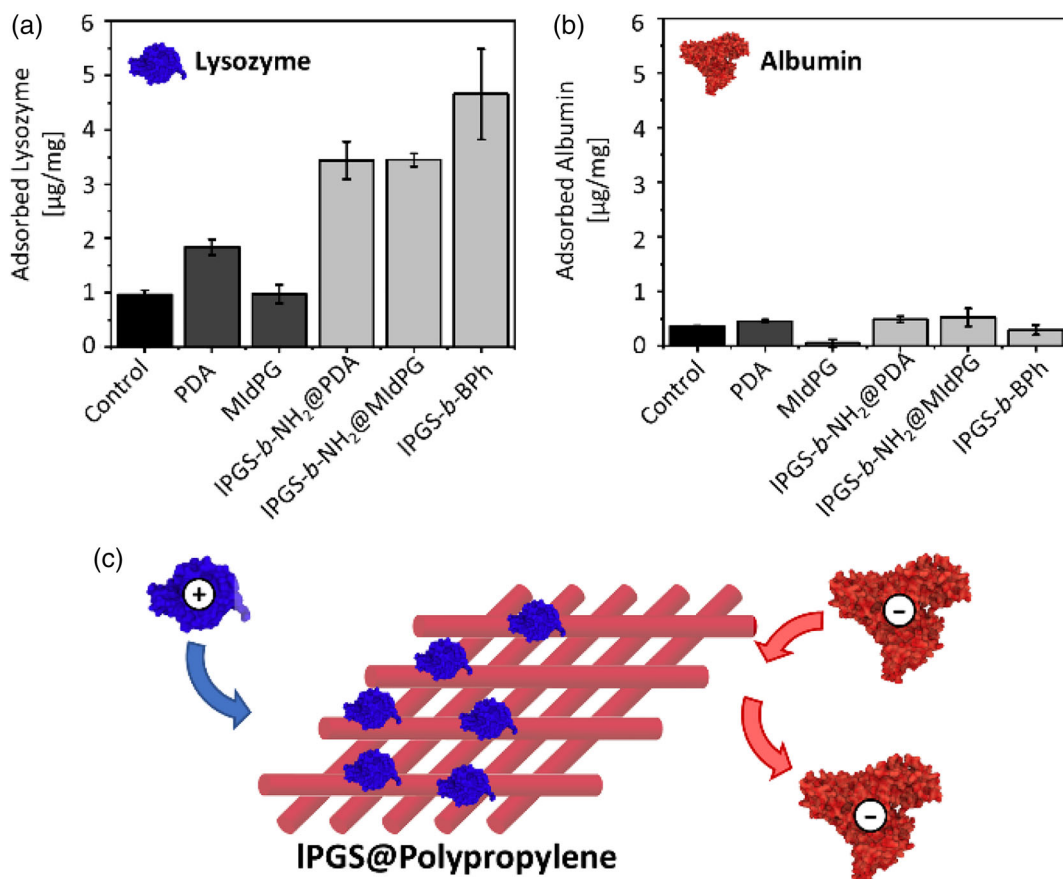 (a)
6
5
4
3
2
1
0
Adsorbed Lysozyme
[µg/mg]
Lysozyme
Control
PDA
MIdPG
lPGS-b-NH₂@PDA
lPGS-b-NH₂@MIdPG
lPGS-b-BPh
(b)
6
5
4
3
2
1
0
Adsorbed Albumin
[µg/mg]
Albumin
Control
PDA
MIdPG
lPGS-b-NH₂@PDA
lPGS-b-NH₂@MIdPG
lPGS-b-BPh
(c)
+
−
−
lPGS@Polypropylene